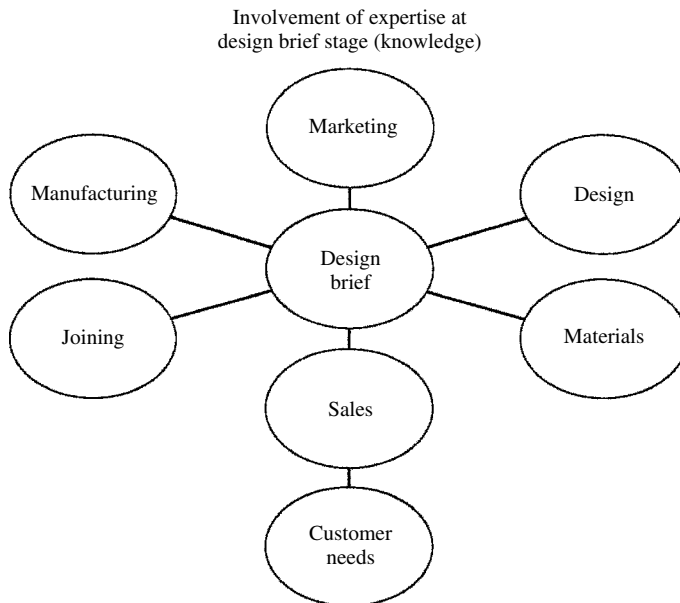 Involvement of expertise at
design brief stage (knowledge)
Marketing
Manufacturing
Design
Design
brief
Joining
Materials
Sales
Customer
needs